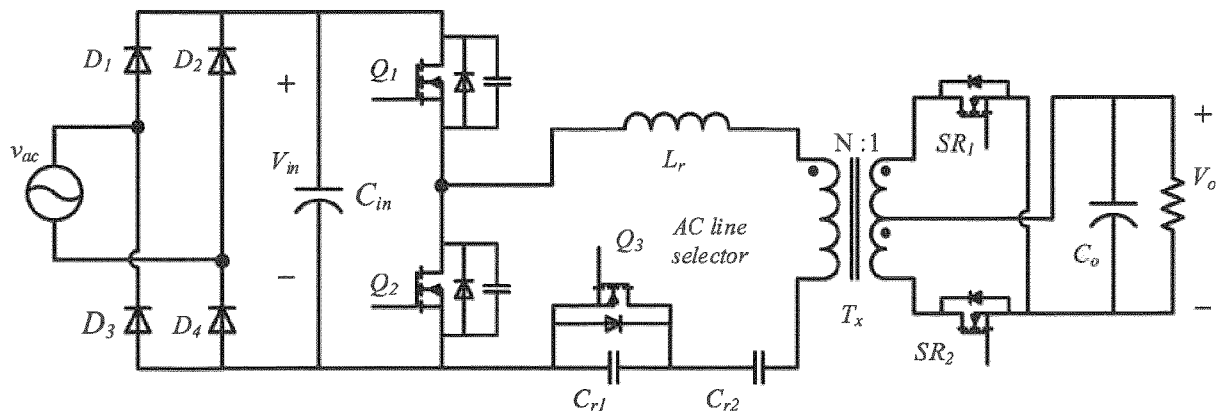 D1
D2
+
Vin
−
Cin
vac
D3
D4
Q1
Q2
Lr
Q3
AC line
selector
Cr1
Cr2
N :1
Tx
SR1
SR2
Co
+
Vo
−